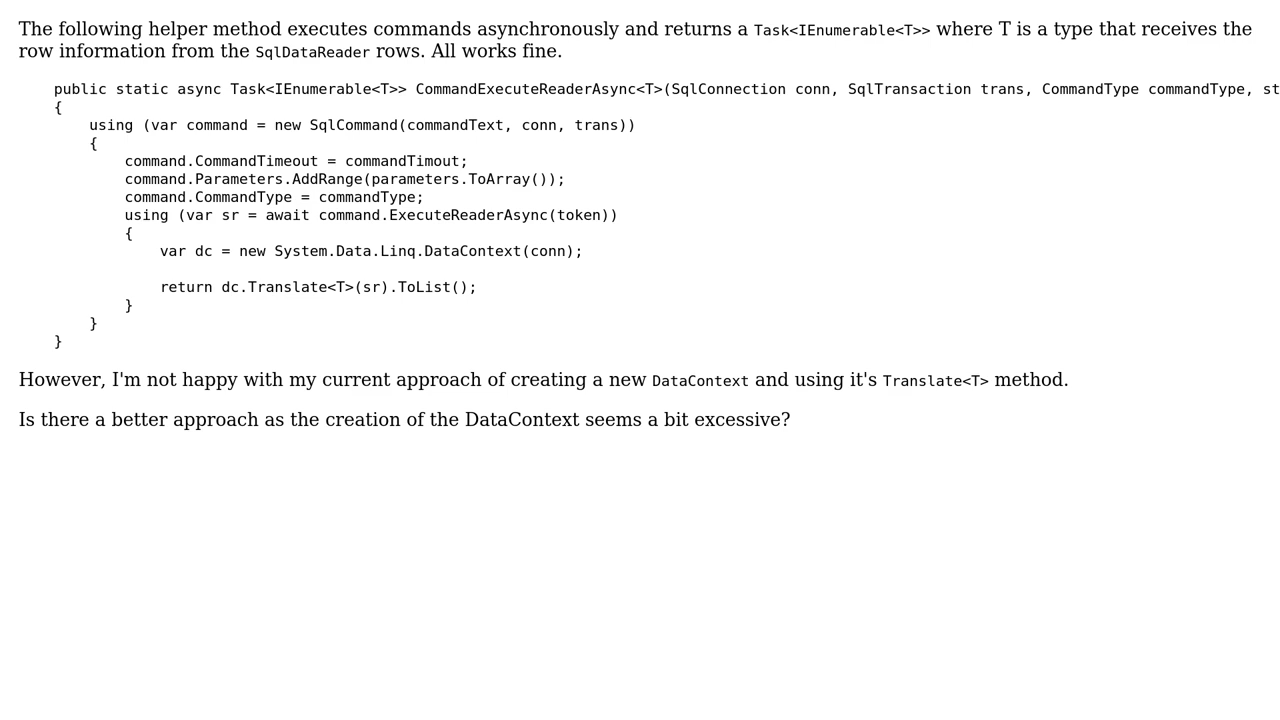 The following helper method executes commands asynchronously and returns a Task<IEnumerable<T>> where T is a type that receives the
row information from the SqlDataReader rows. All works fine.
public static async Task<IEnumerable<T>> CommandExecuteReaderAsync<T>(SqlConnection conn, SqlTransaction trans, CommandType commandType, st
{
using (var command = new SqlCommand(commandText, conn, trans))
{
command.CommandTimeout = commandTimout;
command.Parameters.AddRange(parameters.ToArray());
command.CommandType = commandType;
using (var sr = await command.ExecuteReaderAsync(token))
{
var dc = new System.Data.Linq.DataContext(conn);
return dc.Translate<T>(sr).ToList();
}
}
}
However, I'm not happy with my current approach of creating a new DataContext and using it's Translate<T> method.
Is there a better approach as the creation of the DataContext seems a bit excessive?